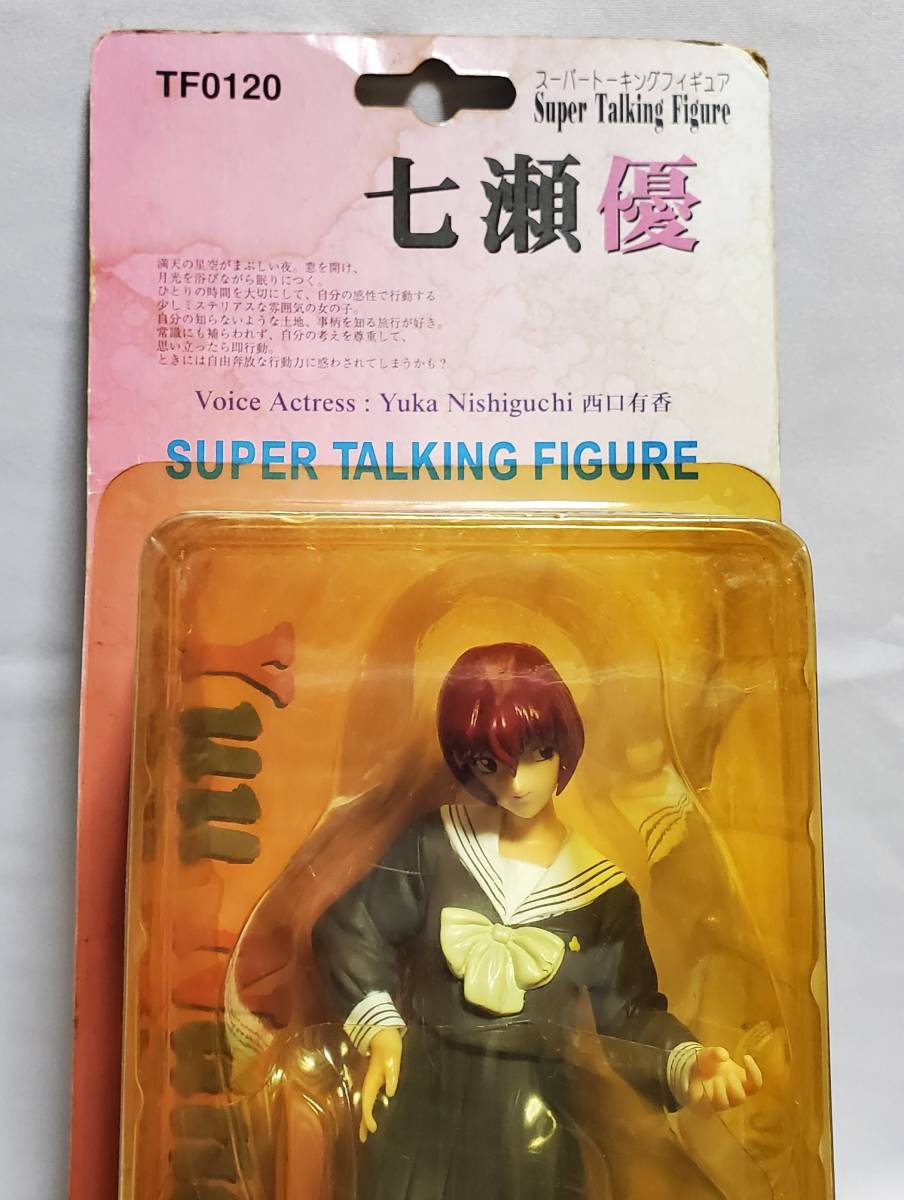 TF0120
スーパートーキングフィギュア
Super Talking Figure
七瀬優
満天の星空がまぶしい夜。窓を開け、
月光を浴びながら眠りにつく。
ひとりの時間を大切にして、自分の感性で行動する
少しミステリアスな雰囲気の女の子。
自分の知らないような土地、事柄を知る旅行が好き。
常識にも捕らわれず、自分の考えを尊重して、
思い立ったら即行動。
ときには自由奔放な行動力に惑わされてしまうかも?
Voice Actress : Yuka Nishiguchi 西口有香
SUPER TALKING FIGURE
Yuu